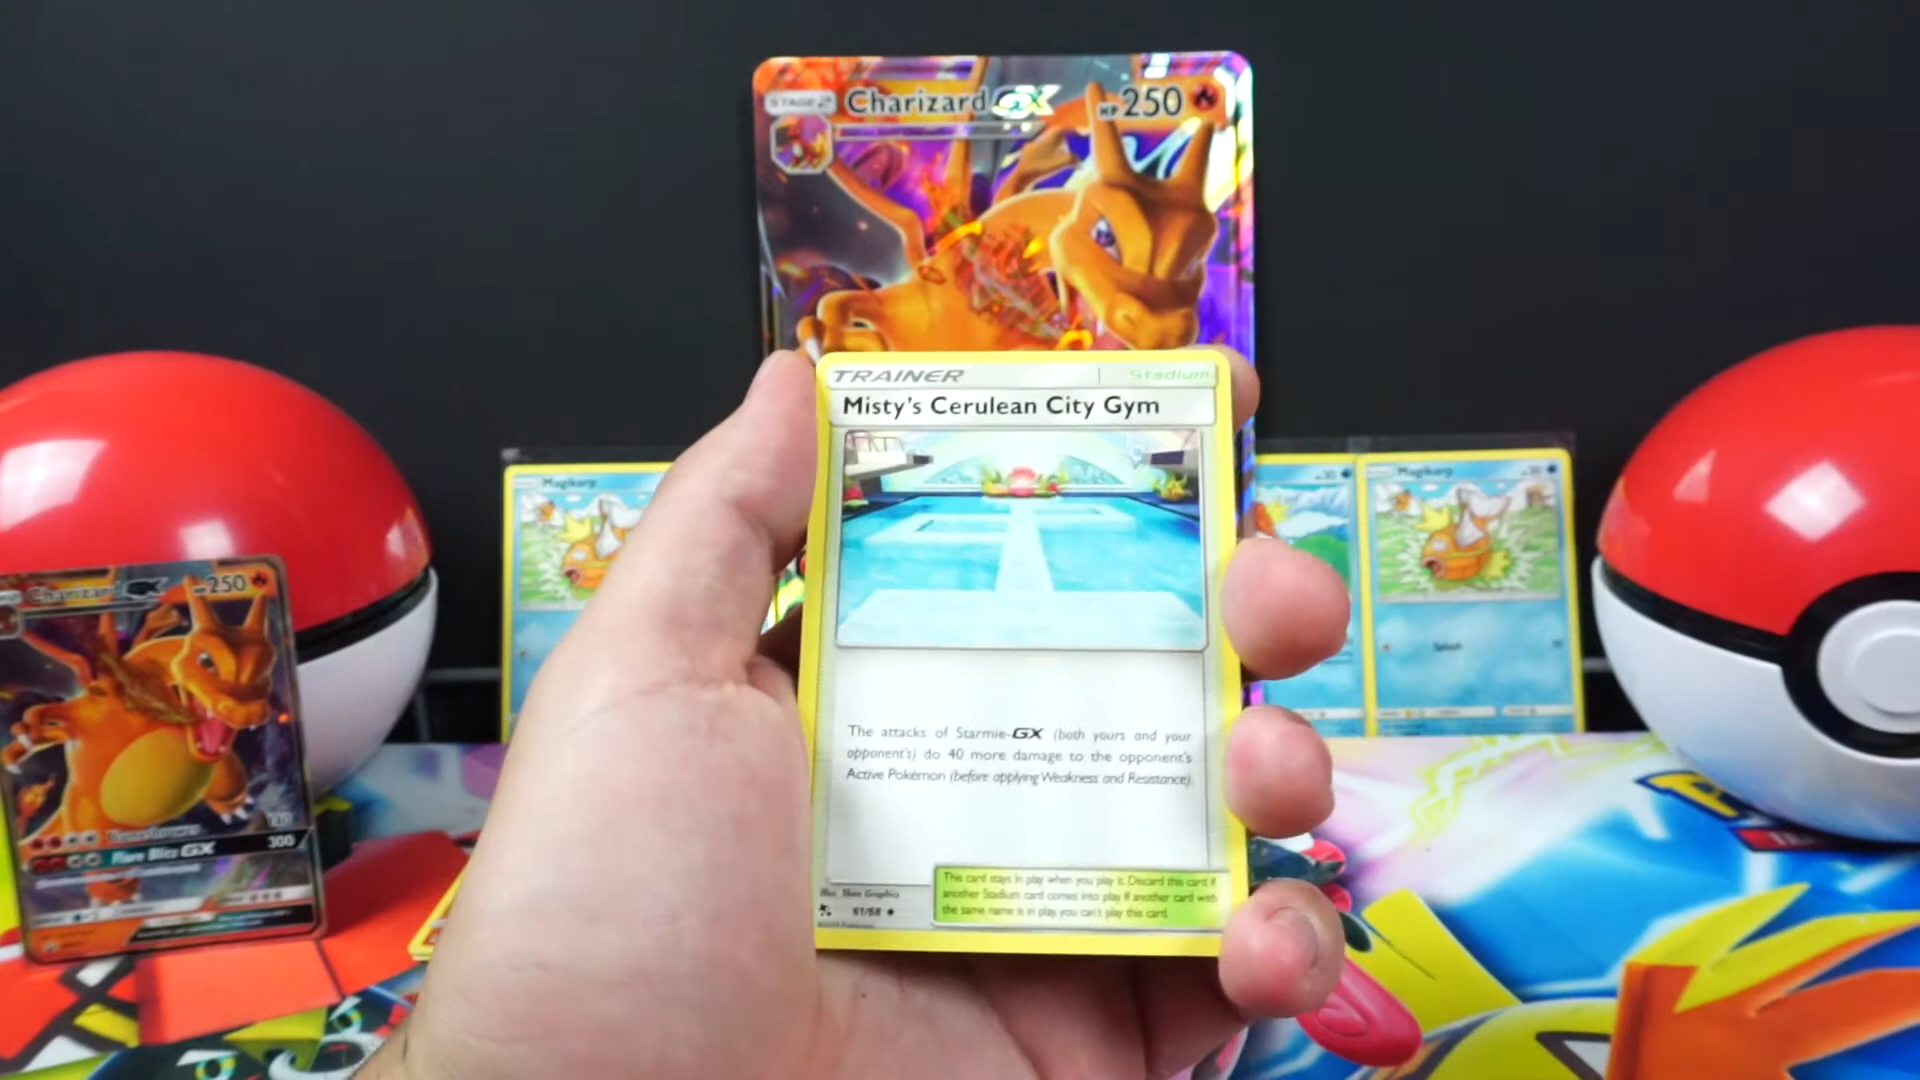 STAGE 2 Charizard GX HP 250
TRAINER Stadium
Misty's Cerulean City Gym
The attacks of Starmie-GX (both yours and your
opponent's) do 40 more damage to the opponent's
Active Pokémon (before applying Weakness and Resistance).
This card stays in play when you play it. Discard this card if
another Stadium card comes into play. If another card with
the same name is in play, you can't play this card.
61/68
Magikarp
30
Magikarp 30
Splash
Charizard GX 250
Flare Blitz GX 300